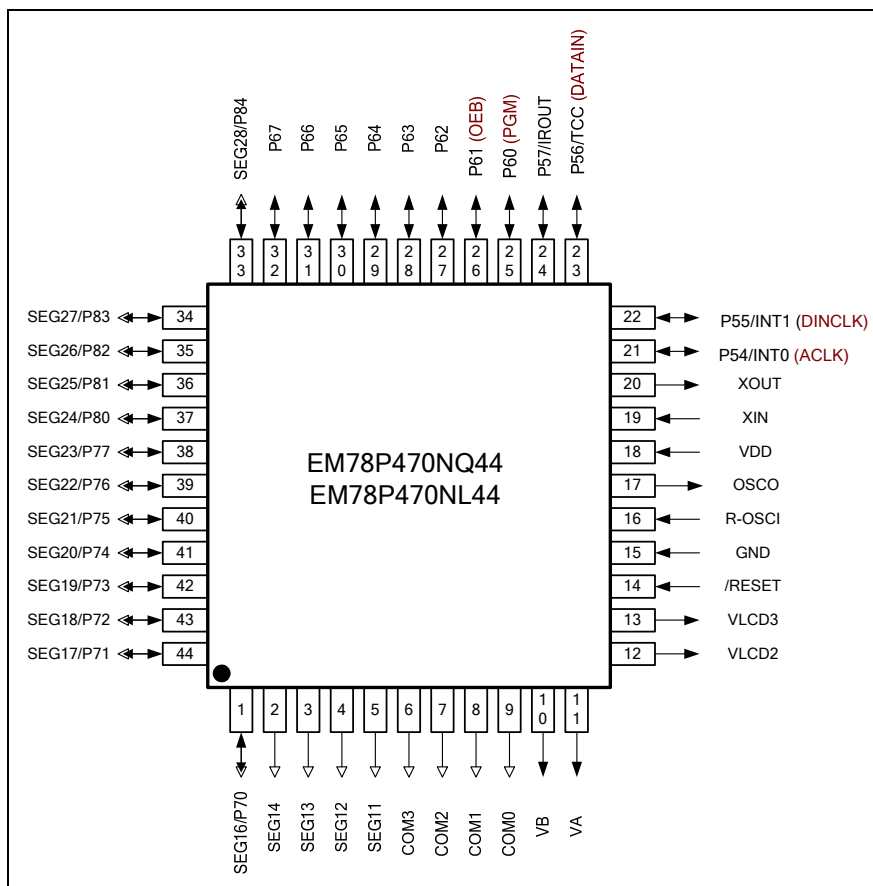 SEG28/P84
P67
P66
P65
P64
P63
P62
P61 (OEB)
P60 (PGM)
P57/IROUT
P56/TCC (DATAIN)
33
32
31
30
29
28
27
26
25
24
23
SEG27/P83 34
SEG26/P82 35
SEG25/P81 36
SEG24/P80 37
SEG23/P77 38
SEG22/P76 39
SEG21/P75 40
SEG20/P74 41
SEG19/P73 42
SEG18/P72 43
SEG17/P71 44
EM78P470NQ44
EM78P470NL44
22 P55/INT1 (DINCLK)
21 P54/INT0 (ACLK)
20 XOUT
19 XIN
18 VDD
17 OSCO
16 R-OSCI
15 GND
14 /RESET
13 VLCD3
12 VLCD2
1
2
3
4
5
6
7
8
9
10
11
SEG16/P70
SEG14
SEG13
SEG12
SEG11
COM3
COM2
COM1
COM0
VB
VA